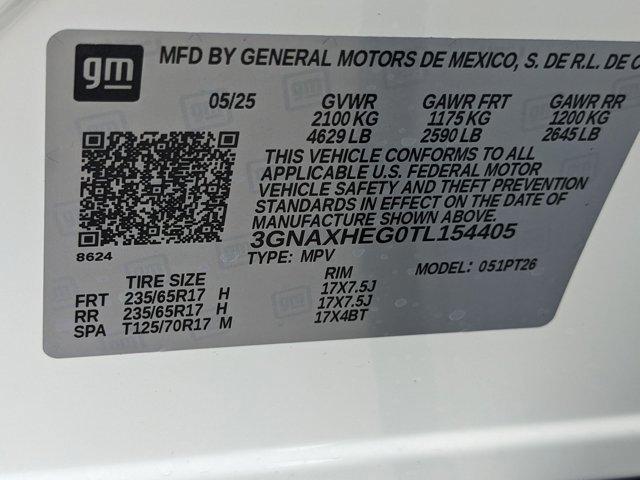 gm
MFD BY GENERAL MOTORS DE MEXICO, S. DE R.L. DE C
05/25 GVWR GAWR FRT GAWR RR
2100 KG 1175 KG 1200 KG
4629 LB 2590 LB 2645 LB
THIS VEHICLE CONFORMS TO ALL
APPLICABLE U.S. FEDERAL MOTOR
VEHICLE SAFETY AND THEFT PREVENTION
STANDARDS IN EFFECT ON THE DATE OF
MANUFACTURE SHOWN ABOVE.
3GNAXHEG0TL154405
8624
TYPE: MPV MODEL: 051PT26
TIRE SIZE RIM
FRT 235/65R17 H 17X7.5J
RR 235/65R17 H 17X7.5J
SPA T125/70R17 M 17X4BT